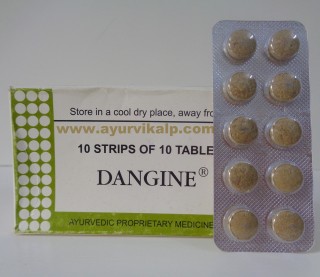 Store in a cool dry place, away fro
www.ayurvikalp.com
10 STRIPS OF 10 TABLE
DANGINE®
AYURVEDIC PROPRIETARY MEDICINE